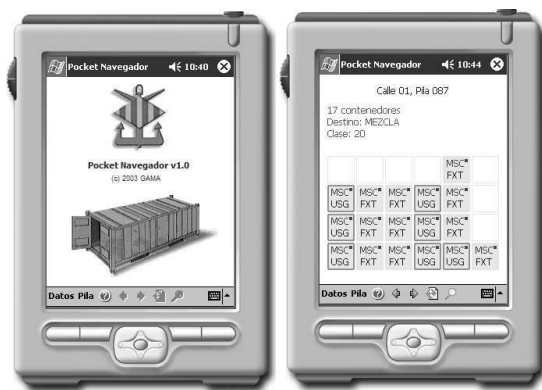 Pocket Navegador 10:40
Pocket Navegador v1.0
(c) 2003 GAMA
Datos Pila
Pocket Navegador 10:44
Calle 01, Pila 087
17 contenedores
Destino: MEZCLA
Clase: 20
MSC
FXT
MSC MSC MSC MSC MSC
USG FXT FXT USG FXT
MSC MSC MSC MSC MSC
USG FXT FXT USG FXT
MSC MSC MSC MSC MSC MSC
USG FXT FXT USG USG FXT
Datos Pila